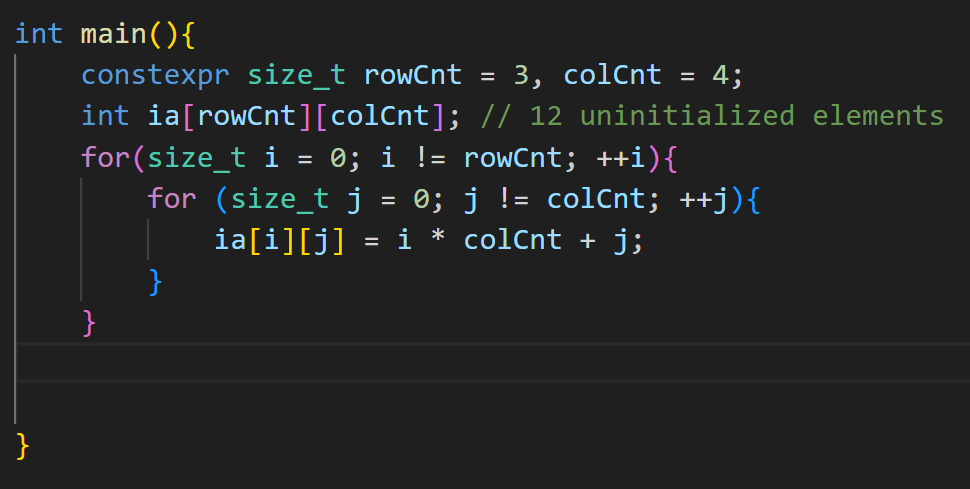 int main(){
    constexpr size_t rowCnt = 3, colCnt = 4;
    int ia[rowCnt][colCnt]; // 12 uninitialized elements
    for(size_t i = 0; i != rowCnt; ++i){
        for (size_t j = 0; j != colCnt; ++j){
            ia[i][j] = i * colCnt + j;
        }
    }
}